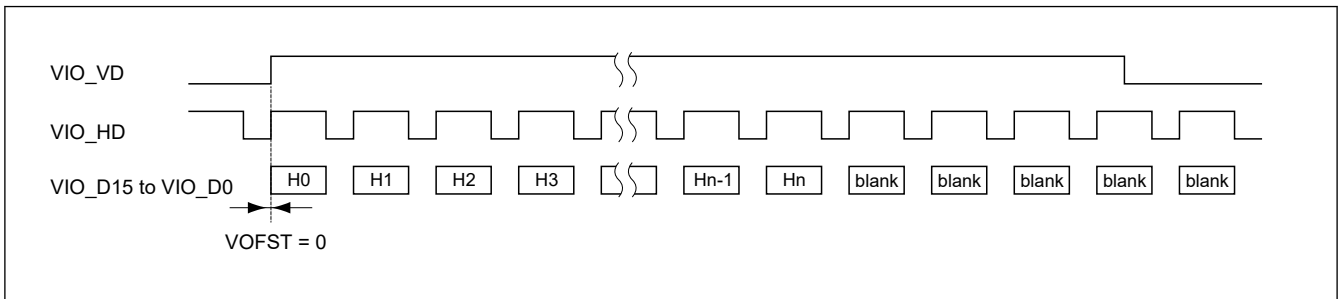 VIO_VD
VIO_HD
VIO_D15 to VIO_D0 H0 H1 H2 H3 Hn-1 Hn blank blank blank blank blank
VOFST = 0